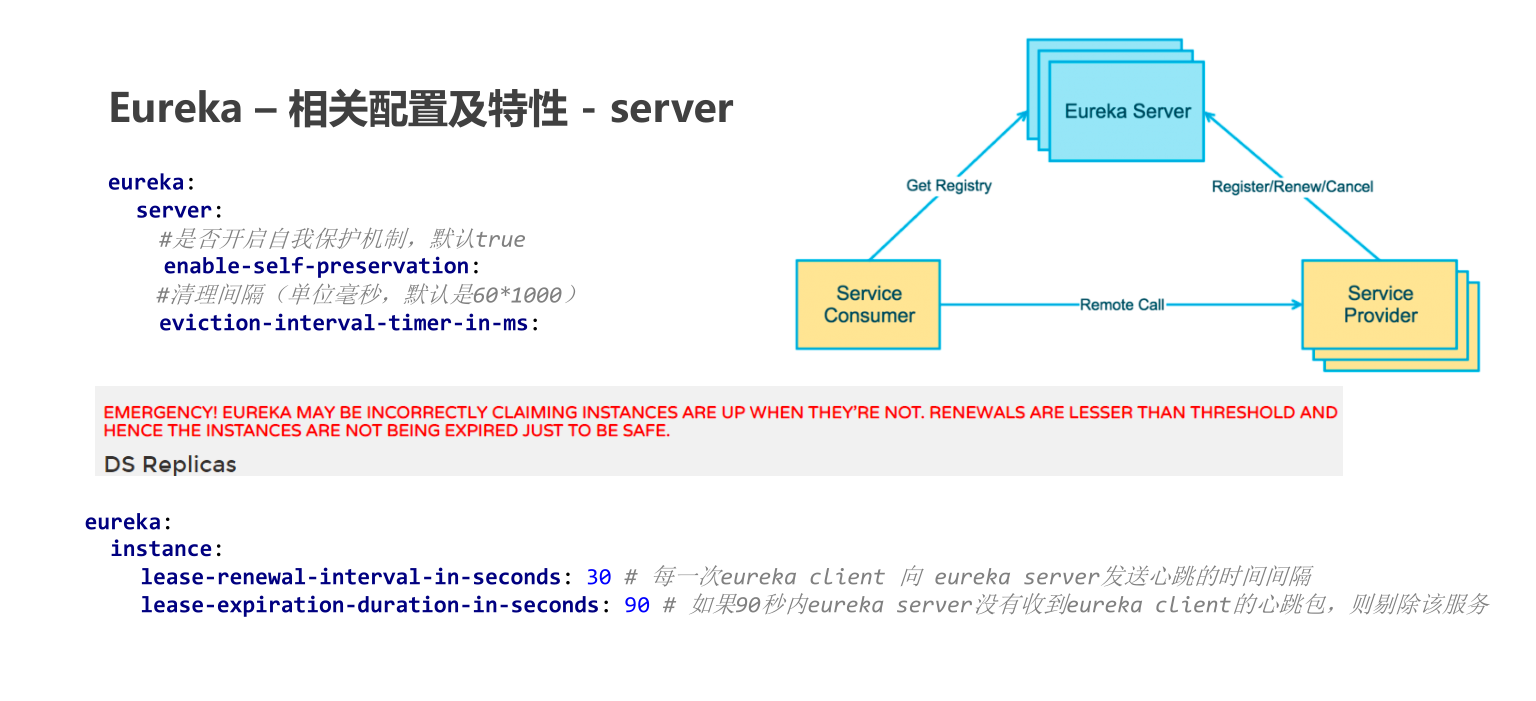 Eureka – 相关配置及特性 - server
eureka:
server:
#是否开启自我保护机制，默认true
enable-self-preservation:
#清理间隔（单位毫秒，默认是60*1000）
eviction-interval-timer-in-ms:
Eureka Server
Get Registry
Register/Renew/Cancel
Service
Consumer
Remote Call
Service
Provider
EMERGENCY! EUREKA MAY BE INCORRECTLY CLAIMING INSTANCES ARE UP WHEN THEY'RE NOT. RENEWALS ARE LESSER THAN THRESHOLD AND
HENCE THE INSTANCES ARE NOT BEING EXPIRED JUST TO BE SAFE.
DS Replicas
eureka:
instance:
lease-renewal-interval-in-seconds: 30 # 每一次eureka client 向 eureka server发送心跳的时间间隔
lease-expiration-duration-in-seconds: 90 # 如果90秒内eureka server没有收到eureka client的心跳包，则剔除该服务